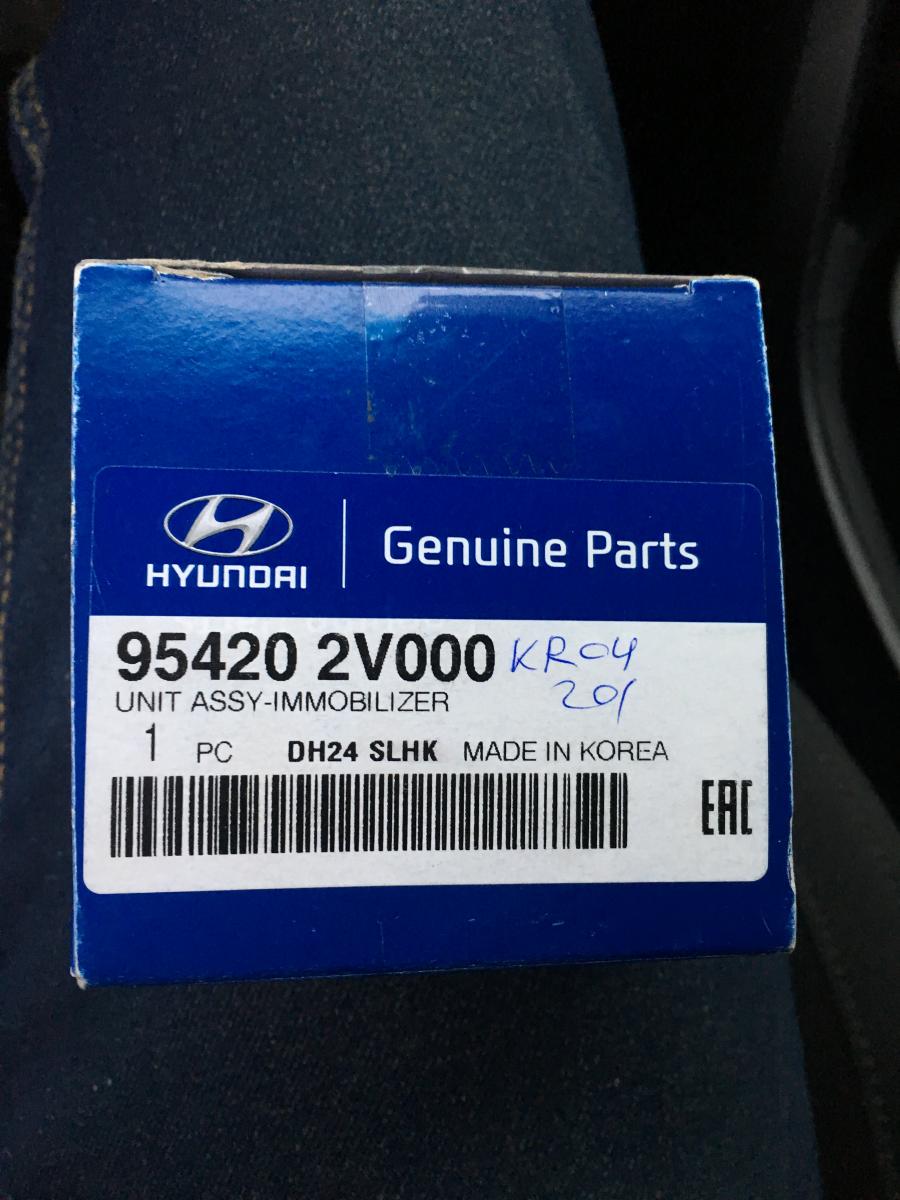 HYUNDAI
Genuine Parts
95420 2V000 KR04
201
UNIT ASSY-IMMOBILIZER
1 PC DH24 SLHK MADE IN KOREA
EAC